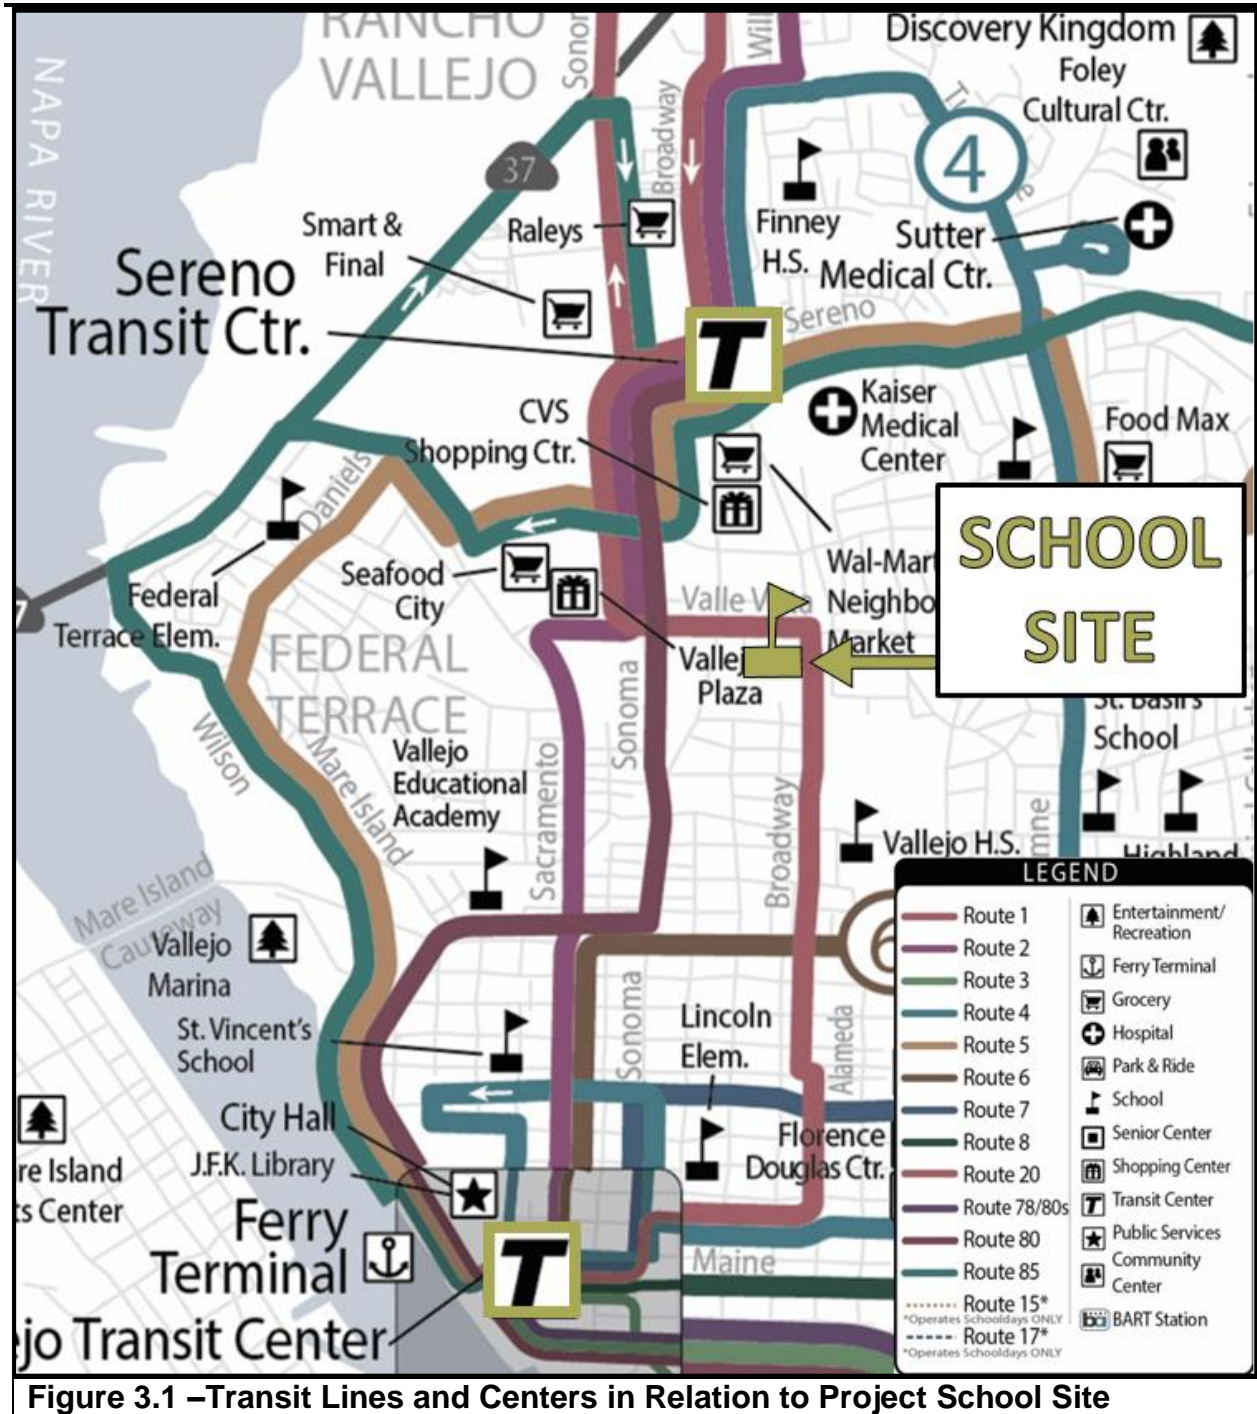 RANCHO
VALLEJO
NAPA RIVER
Sonor
Broadway
Will
Discovery Kingdom
Foley
Cultural Ctr.
37
4
Smart &
Final
Raleys
Finney
H.S.
Sutter
Medical Ctr.
Sereno
Transit Ctr.
Sereno
T
CVS
Shopping Ctr.
Kaiser
Medical
Center
Food Max
Daniels
SCHOOL
SITE
Seafood
City
Federal
Terrace Elem.
Wal-Mart
Neighbo
Market
Valle V
Vallej
Plaza
FEDERAL
TERRACE
St. Basil's
School
Wilson
Mare Island
Sonoma
Sacramento
Vallejo
Educational
Academy
Broadway
mne
Vallejo H.S.
Highland
Mare Island
Causeway
Vallejo
Marina
6
St. Vincent's
School
Sonoma
Lincoln
Elem.
Alameda
City Hall
J.F.K. Library
Florence
Douglas Ctr.
re Island
s Center
Ferry
Terminal
T
Maine
ejo Transit Center
LEGEND
Route 1
Route 2
Route 3
Route 4
Route 5
Route 6
Route 7
Route 8
Route 20
Route 78/80s
Route 80
Route 85
Route 15*
*Operates Schooldays ONLY
Route 17*
*Operates Schooldays ONLY
Entertainment/
Recreation
Ferry Terminal
Grocery
Hospital
Park & Ride
School
Senior Center
Shopping Center
T Transit Center
Public Services
Community
Center
ba BART Station
Figure 3.1 –Transit Lines and Centers in Relation to Project School Site